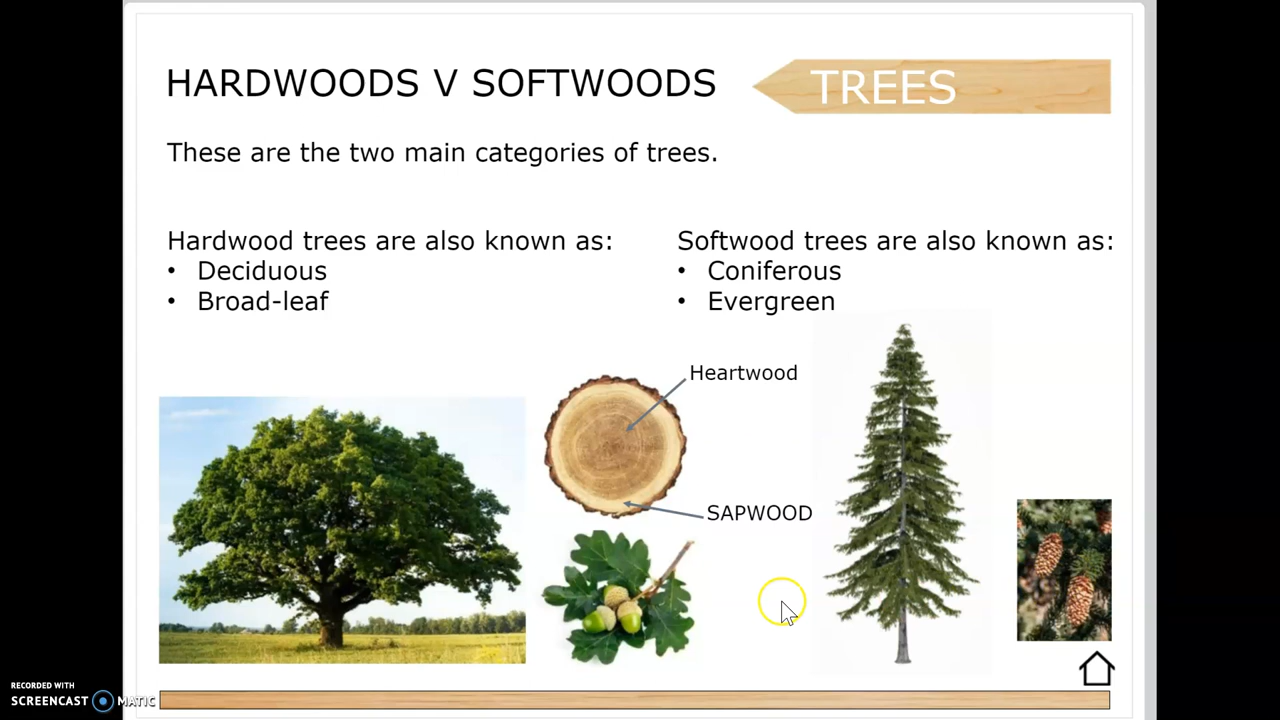 HARDWOODS V SOFTWOODS
TREES
These are the two main categories of trees.
Hardwood trees are also known as:
• Deciduous
• Broad-leaf
Softwood trees are also known as:
• Coniferous
• Evergreen
Heartwood
SAPWOOD
RECORDED WITH
SCREENCAST MATIC